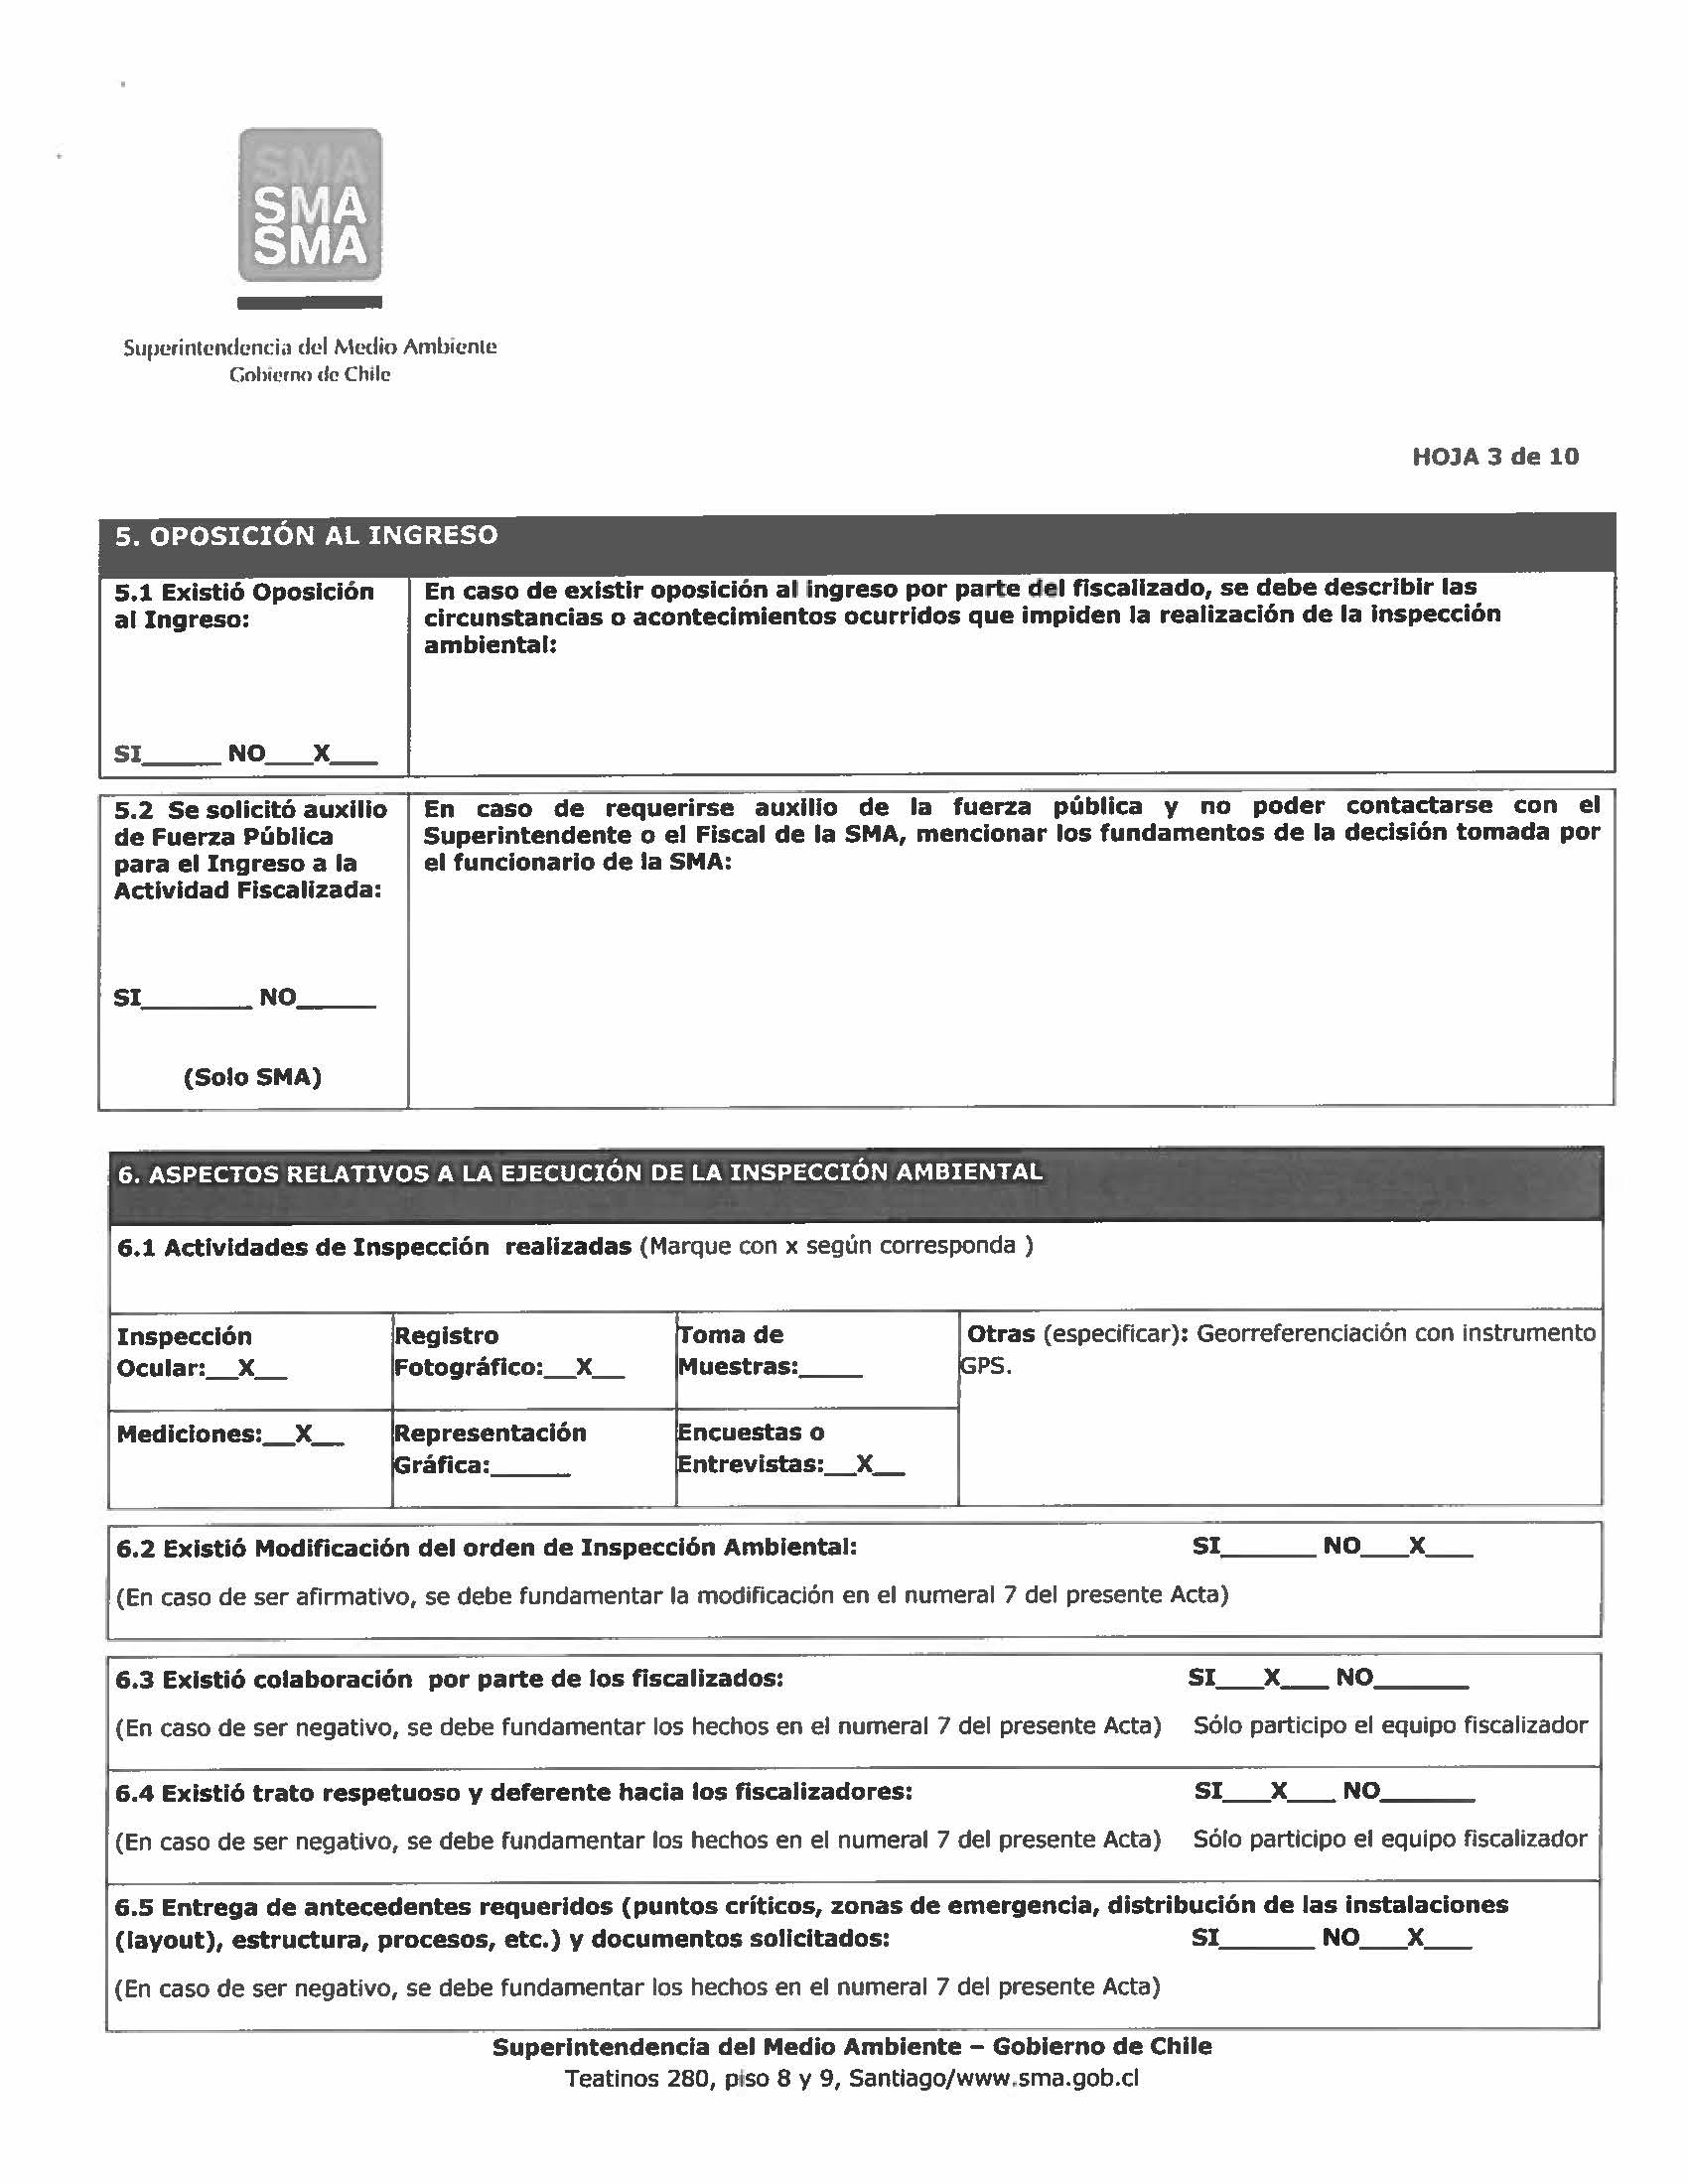 SMA
SMA
SMA
Superintendencia del Medio Ambiente
Gobierno de Chile
HOJA 3 de 10
5. OPOSICIÓN AL INGRESO
5.1 Existió Oposición
al Ingreso:
SI______ NO___X___
En caso de existir oposición al ingreso por parte del fiscalizado, se debe describir las
circunstancias o acontecimientos ocurridos que impiden la realización de la inspección
ambiental:
5.2 Se solicitó auxilio
de Fuerza Pública
para el Ingreso a la
Actividad Fiscalizada:
SI_______ NO_____
(Solo SMA)
En caso de requerirse auxilio de la fuerza pública y no poder contactarse con el
Superintendente o el Fiscal de la SMA, mencionar los fundamentos de la decisión tomada por
el funcionario de la SMA:
6. ASPECTOS RELATIVOS A LA EJECUCIÓN DE LA INSPECCIÓN AMBIENTAL
6.1 Actividades de Inspección realizadas (Marque con x según corresponda )
Inspección
Ocular:__X__
Registro
Fotográfico:__X__
Toma de
Muestras:____
Otras (especificar): Georreferenciación con instrumento
GPS.
Mediciones:__X__
Representación
Gráfica:_____
Encuestas o
Entrevistas:__X__
6.2 Existió Modificación del orden de Inspección Ambiental: SI______ NO___X___
(En caso de ser afirmativo, se debe fundamentar la modificación en el numeral 7 del presente Acta)
6.3 Existió colaboración por parte de los fiscalizados: SI___X___ NO______
(En caso de ser negativo, se debe fundamentar los hechos en el numeral 7 del presente Acta) Sólo participo el equipo fiscalizador
6.4 Existió trato respetuoso y deferente hacia los fiscalizadores: SI___X___ NO______
(En caso de ser negativo, se debe fundamentar los hechos en el numeral 7 del presente Acta) Sólo participo el equipo fiscalizador
6.5 Entrega de antecedentes requeridos (puntos críticos, zonas de emergencia, distribución de las instalaciones
(layout), estructura, procesos, etc.) y documentos solicitados: SI______ NO___X___
(En caso de ser negativo, se debe fundamentar los hechos en el numeral 7 del presente Acta)
Superintendencia del Medio Ambiente – Gobierno de Chile
Teatinos 280, piso 8 y 9, Santiago/www.sma.gob.cl